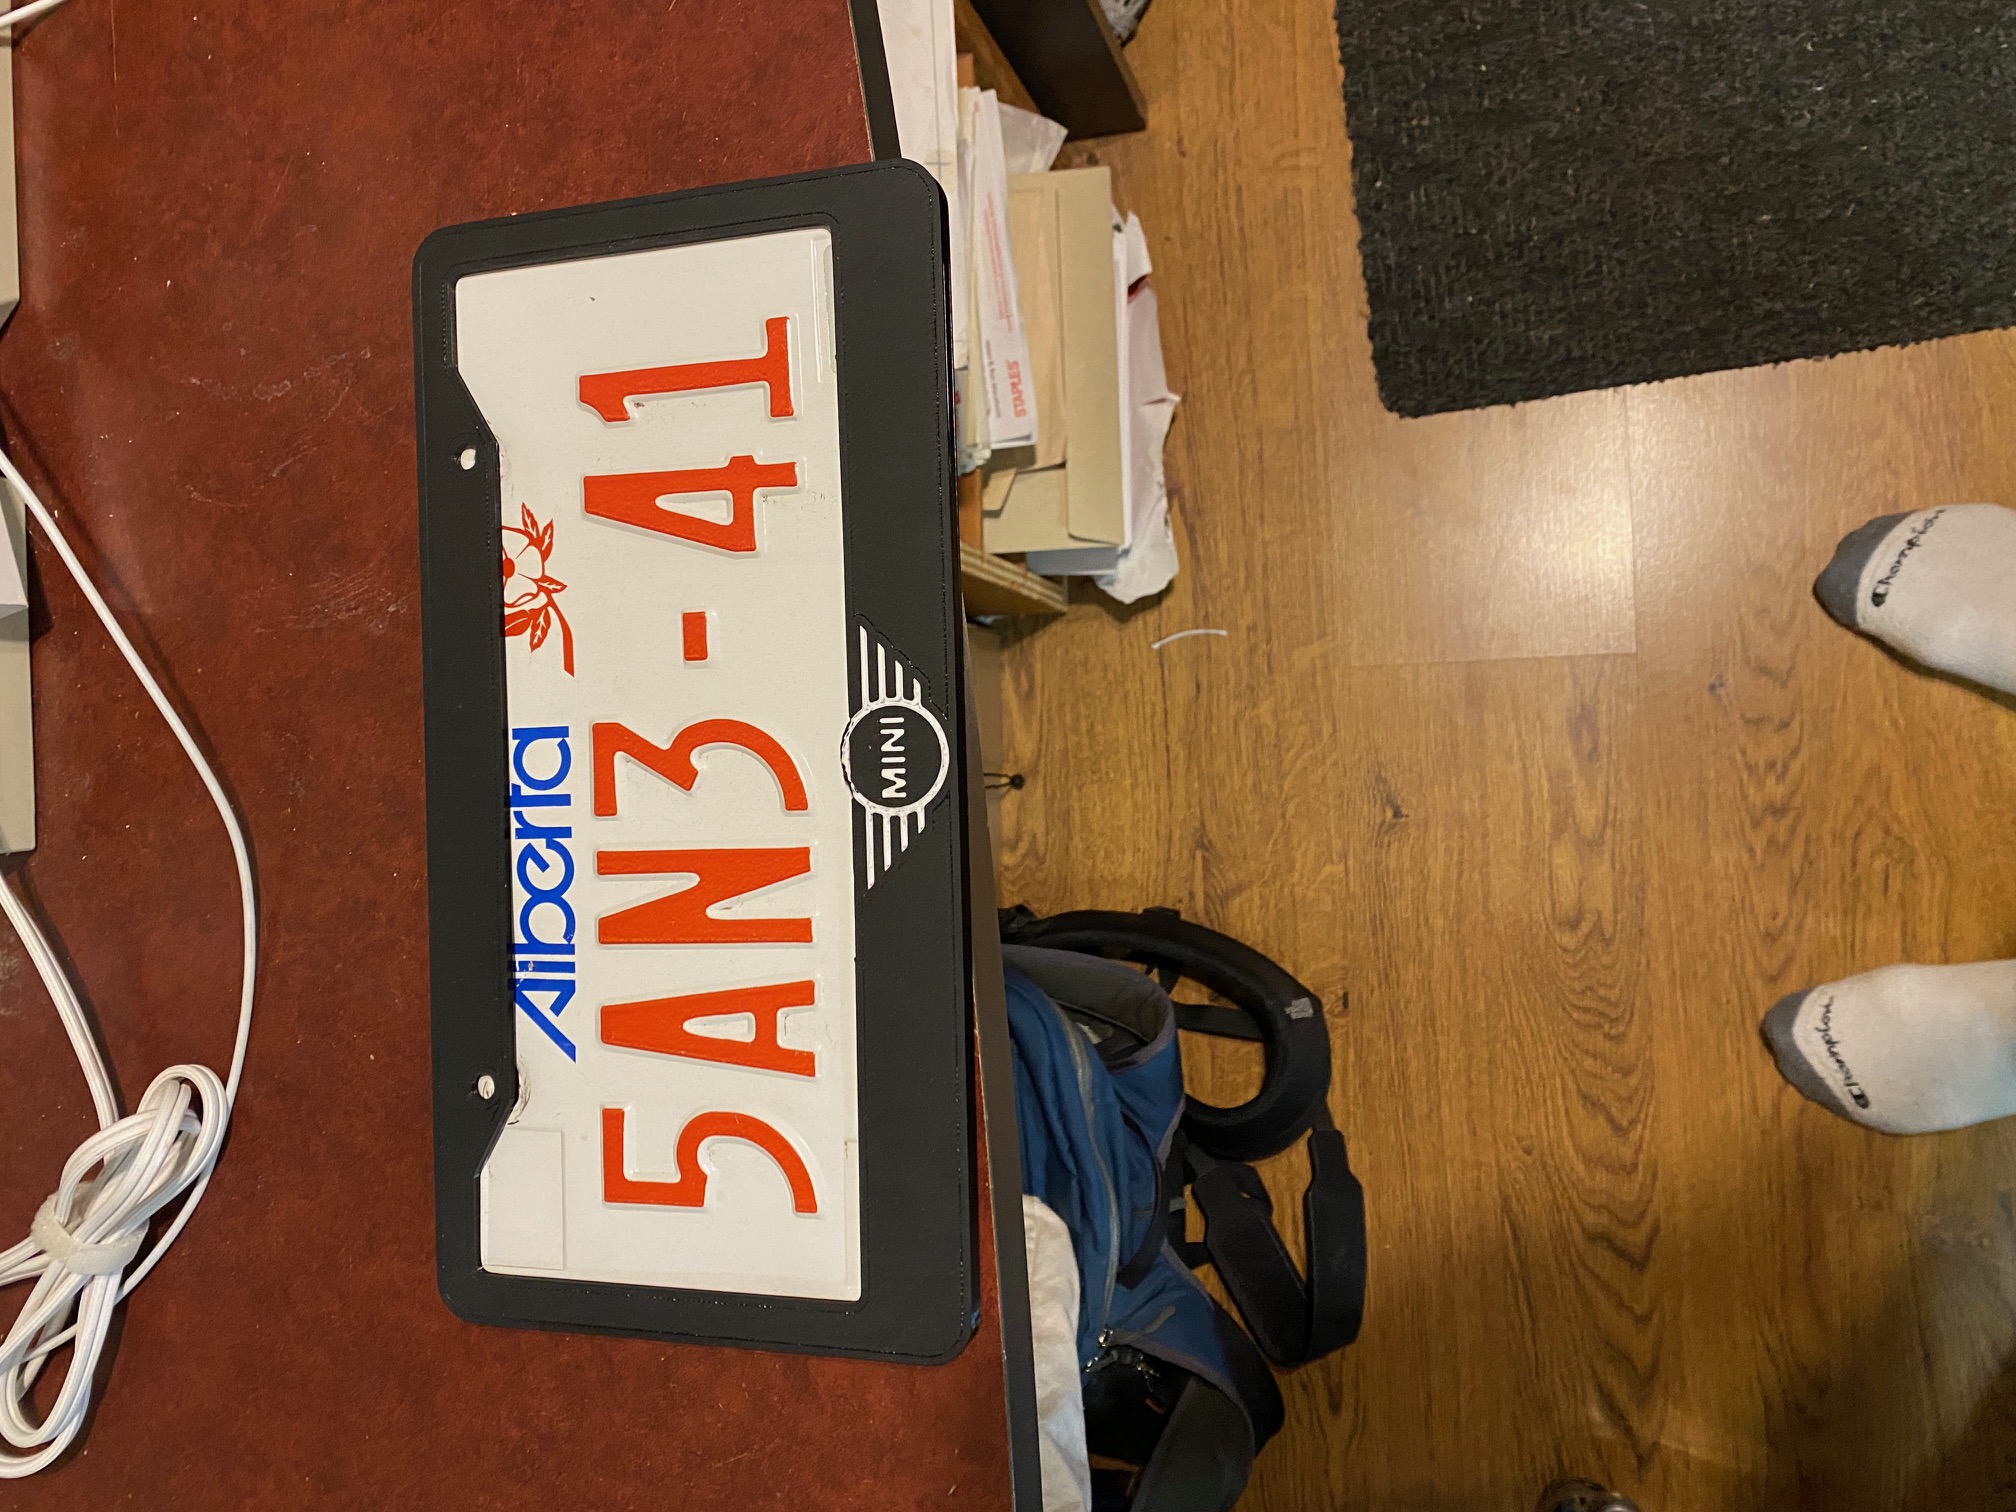 Alberta
5AN3-41
MINI
STAPLES
Champion
Champion